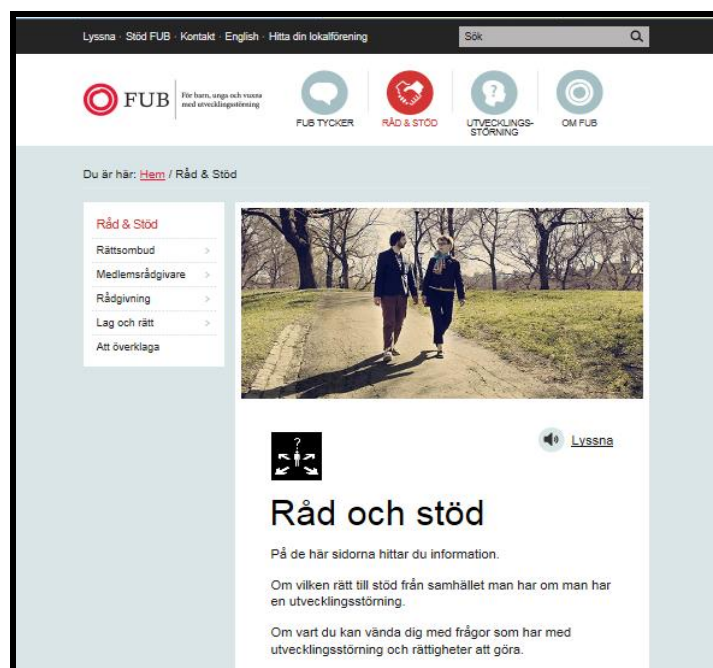 Lyssna · Stöd FUB · Kontakt · English · Hitta din lokalförening
Sök
FUB
För barn, unga och vuxna
med utvecklingsstörning
FUB TYCKER
RÅD & STÖD
UTVECKLINGS-
STÖRNING
OM FUB
Du är här: Hem / Råd & Stöd
Råd & Stöd
Rättsombud
Medlemsrådgivare
Rådgivning
Lag och rätt
Att överklaga
Lyssna
Råd och stöd
På de här sidorna hittar du information.
Om vilken rätt till stöd från samhället man har om man har
en utvecklingsstörning.
Om vart du kan vända dig med frågor som har med
utvecklingsstörning och rättigheter att göra.